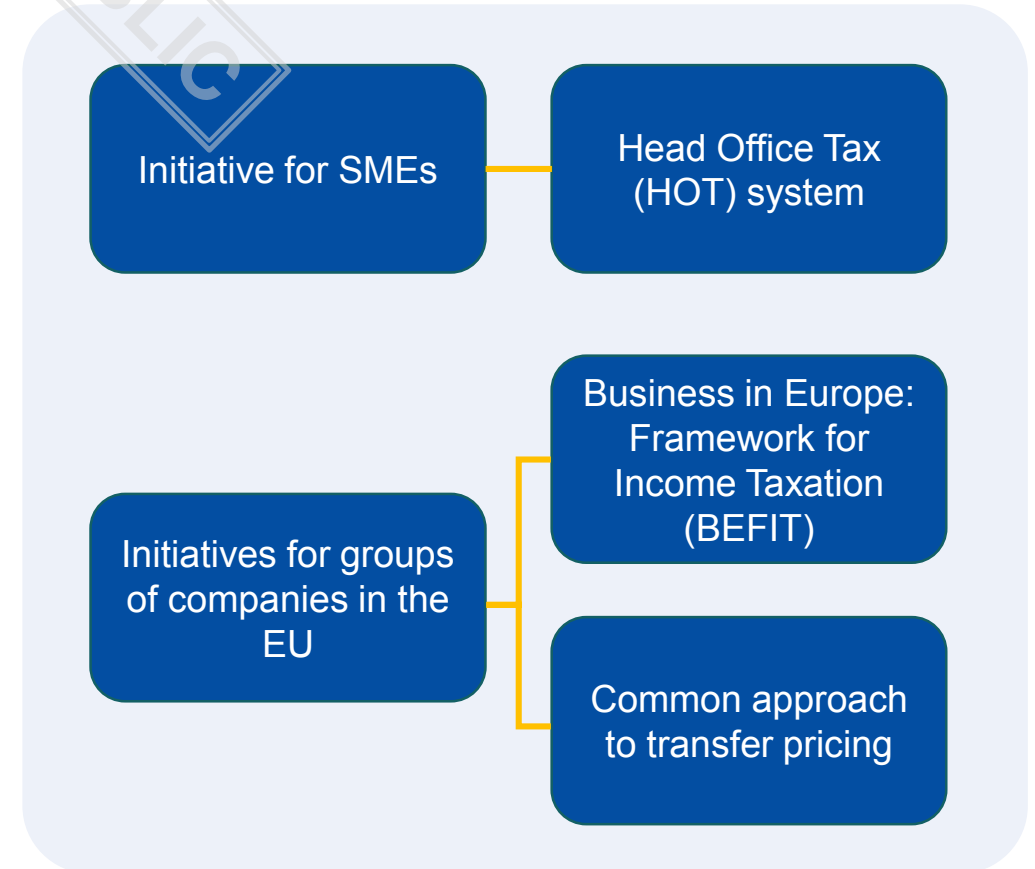 LIC
Initiative for SMEs
Head Office Tax
(HOT) system
Business in Europe:
Framework for
Income Taxation
(BEFIT)
Initiatives for groups
of companies in the
EU
Common approach
to transfer pricing